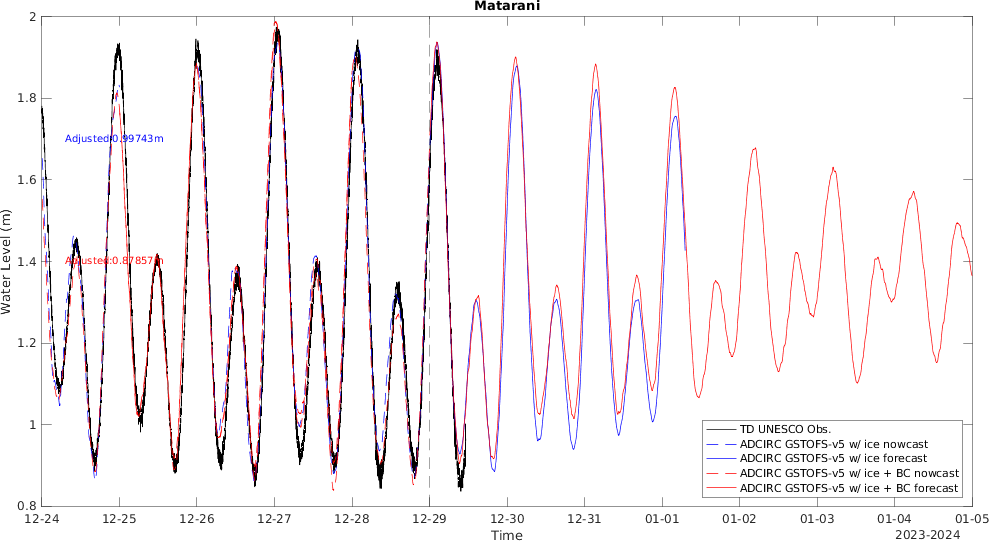 Matarani
2
1.8
1.6
1.4
1.2
1
0.8
Water Level (m)
Adjusted:0.99743m
Adjusted:0.87857m
TD UNESCO Obs.
ADCIRC GSTOFS-v5 w/ ice nowcast
ADCIRC GSTOFS-v5 w/ ice forecast
ADCIRC GSTOFS-v5 w/ ice + BC nowcast
ADCIRC GSTOFS-v5 w/ ice + BC forecast
12-24 12-25 12-26 12-27 12-28 12-29 12-30 12-31 01-01 01-02 01-03 01-04 01-05
Time
2023-2024